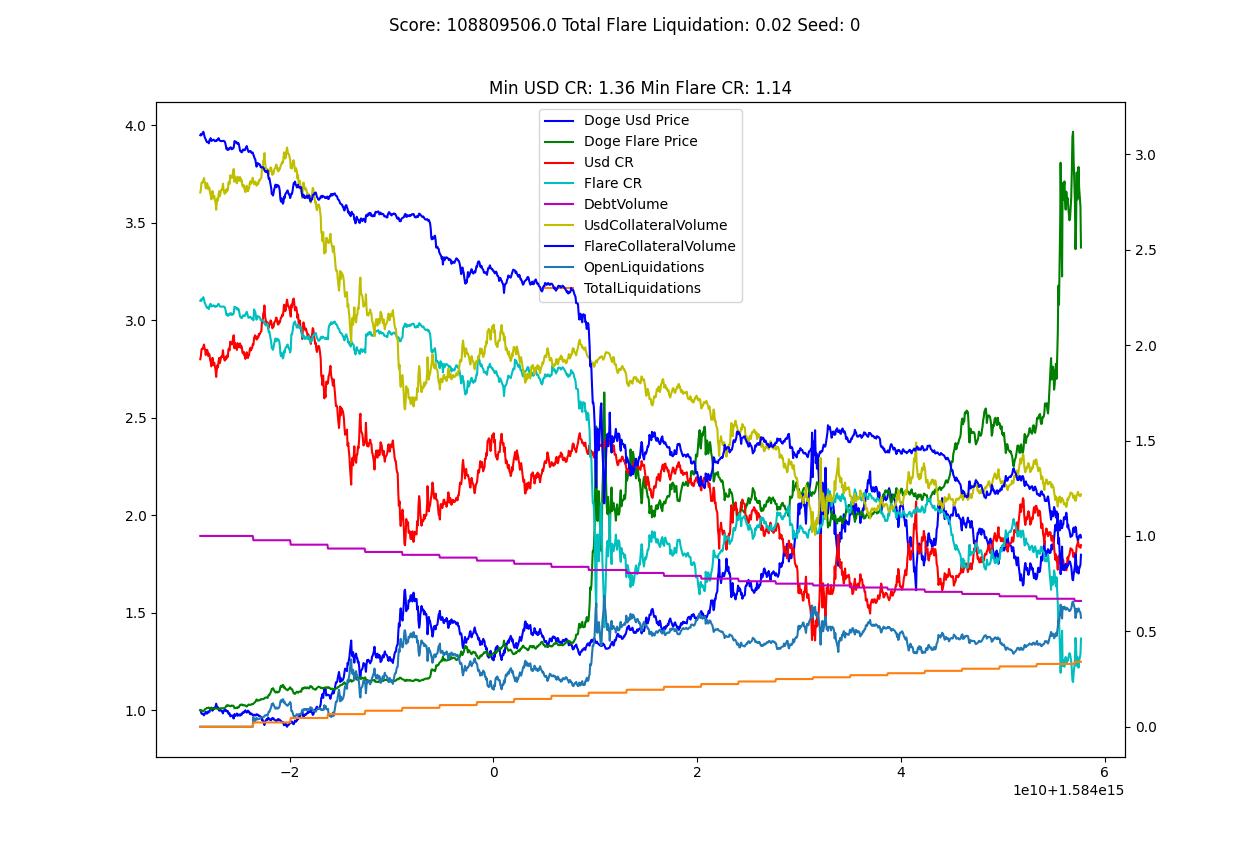 Score: 108809506.0 Total Flare Liquidation: 0.02 Seed: 0
Min USD CR: 1.36 Min Flare CR: 1.14
Doge Usd Price
Doge Flare Price
Usd CR
Flare CR
DebtVolume
UsdCollateralVolume
FlareCollateralVolume
OpenLiquidations
TotalLiquidations
4.0
3.5
3.0
2.5
2.0
1.5
1.0
3.0
2.5
2.0
1.5
1.0
0.5
0.0
−2 0 2 4 6
1e10+1.584e15